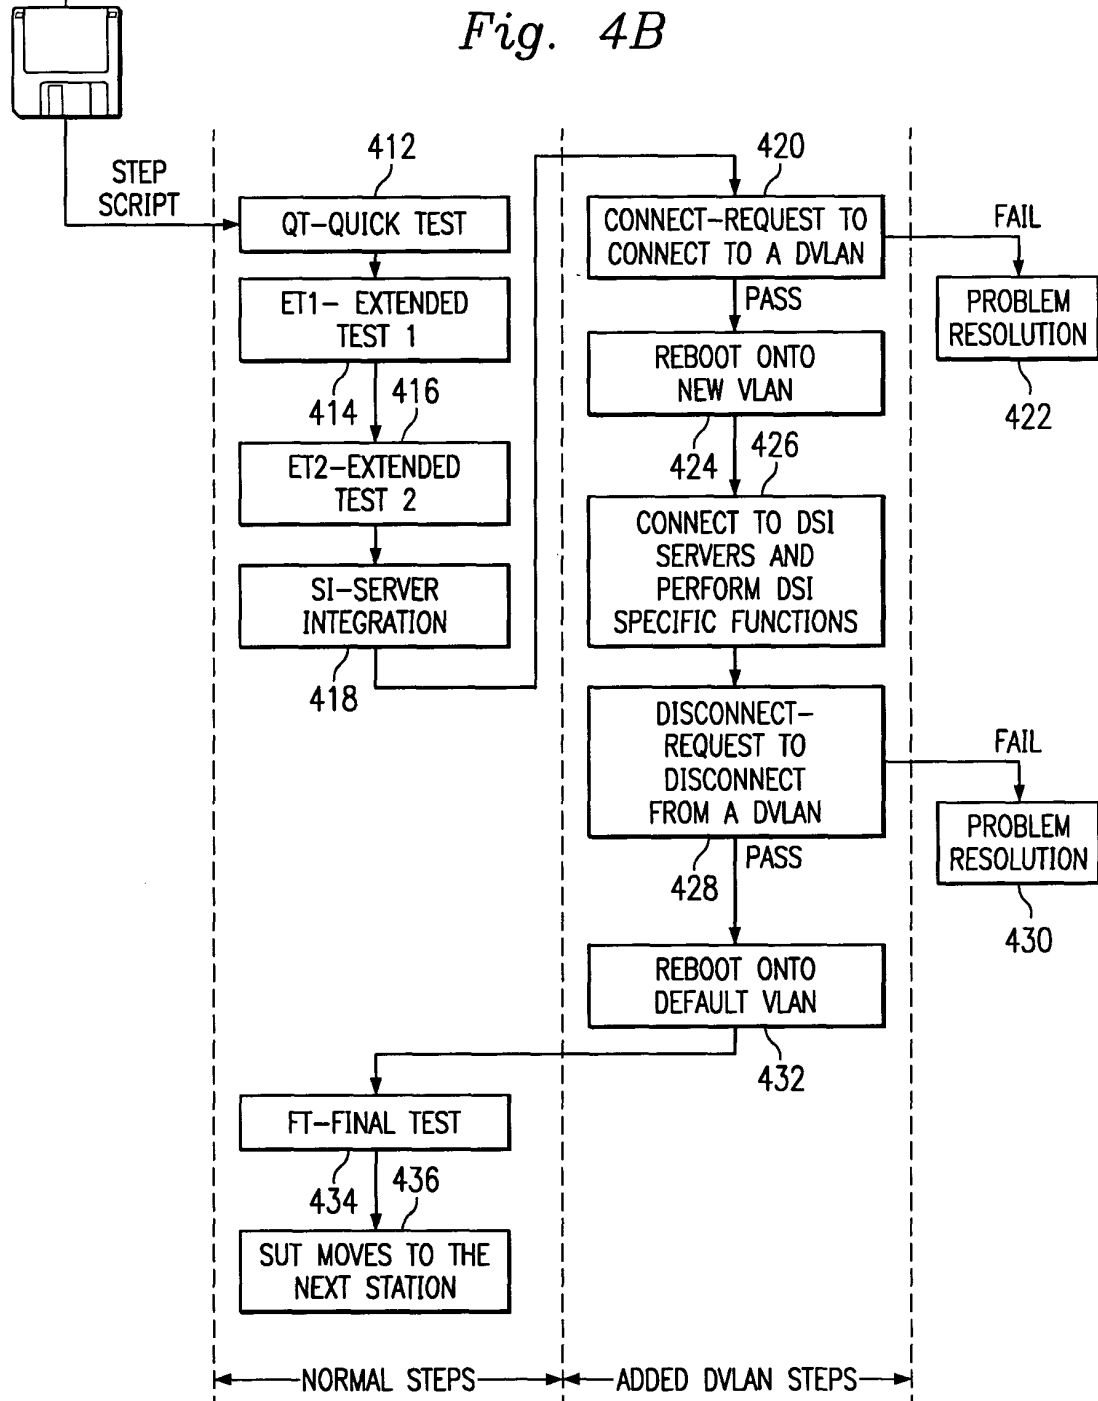 Fig. 4B
STEP
SCRIPT
412
QT-QUICK TEST
ET1- EXTENDED
TEST 1
414
416
ET2-EXTENDED
TEST 2
SI-SERVER
INTEGRATION
418
420
CONNECT-REQUEST TO
CONNECT TO A DVLAN
FAIL
PROBLEM
RESOLUTION
422
PASS
REBOOT ONTO
NEW VLAN
424
426
CONNECT TO DSI
SERVERS AND
PERFORM DSI
SPECIFIC FUNCTIONS
DISCONNECT-
REQUEST TO
DISCONNECT
FROM A DVLAN
FAIL
PROBLEM
RESOLUTION
430
428
PASS
REBOOT ONTO
DEFAULT VLAN
432
FT-FINAL TEST
434
436
SUT MOVES TO THE
NEXT STATION
NORMAL STEPS
ADDED DVLAN STEPS